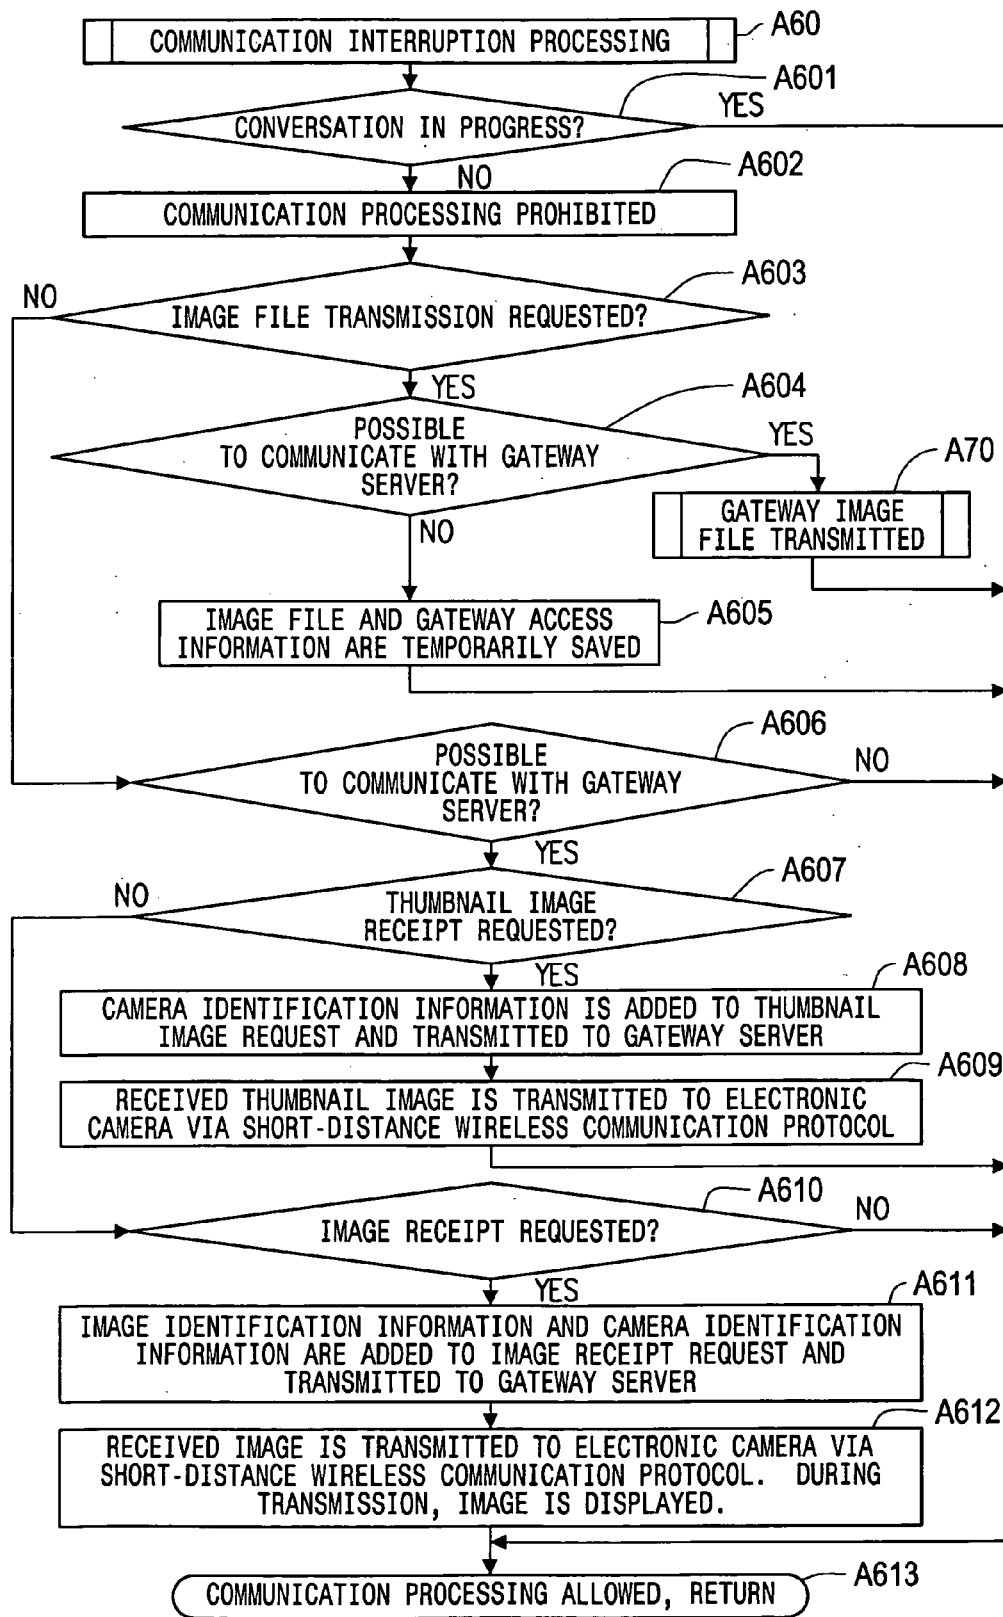 COMMUNICATION INTERRUPTION PROCESSING
A60
A601
CONVERSATION IN PROGRESS?
YES
NO
A602
COMMUNICATION PROCESSING PROHIBITED
A603
NO
IMAGE FILE TRANSMISSION REQUESTED?
YES
A604
POSSIBLE
TO COMMUNICATE WITH GATEWAY
SERVER?
YES
A70
GATEWAY IMAGE
FILE TRANSMITTED
NO
A605
IMAGE FILE AND GATEWAY ACCESS
INFORMATION ARE TEMPORARILY SAVED
A606
POSSIBLE
TO COMMUNICATE WITH GATEWAY
SERVER?
NO
YES
A607
NO
THUMBNAIL IMAGE
RECEIPT REQUESTED?
YES
A608
CAMERA IDENTIFICATION INFORMATION IS ADDED TO THUMBNAIL
IMAGE REQUEST AND TRANSMITTED TO GATEWAY SERVER
A609
RECEIVED THUMBNAIL IMAGE IS TRANSMITTED TO ELECTRONIC
CAMERA VIA SHORT-DISTANCE WIRELESS COMMUNICATION PROTOCOL
A610
IMAGE RECEIPT REQUESTED?
NO
YES
A611
IMAGE IDENTIFICATION INFORMATION AND CAMERA IDENTIFICATION
INFORMATION ARE ADDED TO IMAGE RECEIPT REQUEST AND
TRANSMITTED TO GATEWAY SERVER
A612
RECEIVED IMAGE IS TRANSMITTED TO ELECTRONIC CAMERA VIA
SHORT-DISTANCE WIRELESS COMMUNICATION PROTOCOL. DURING
TRANSMISSION, IMAGE IS DISPLAYED.
A613
COMMUNICATION PROCESSING ALLOWED, RETURN